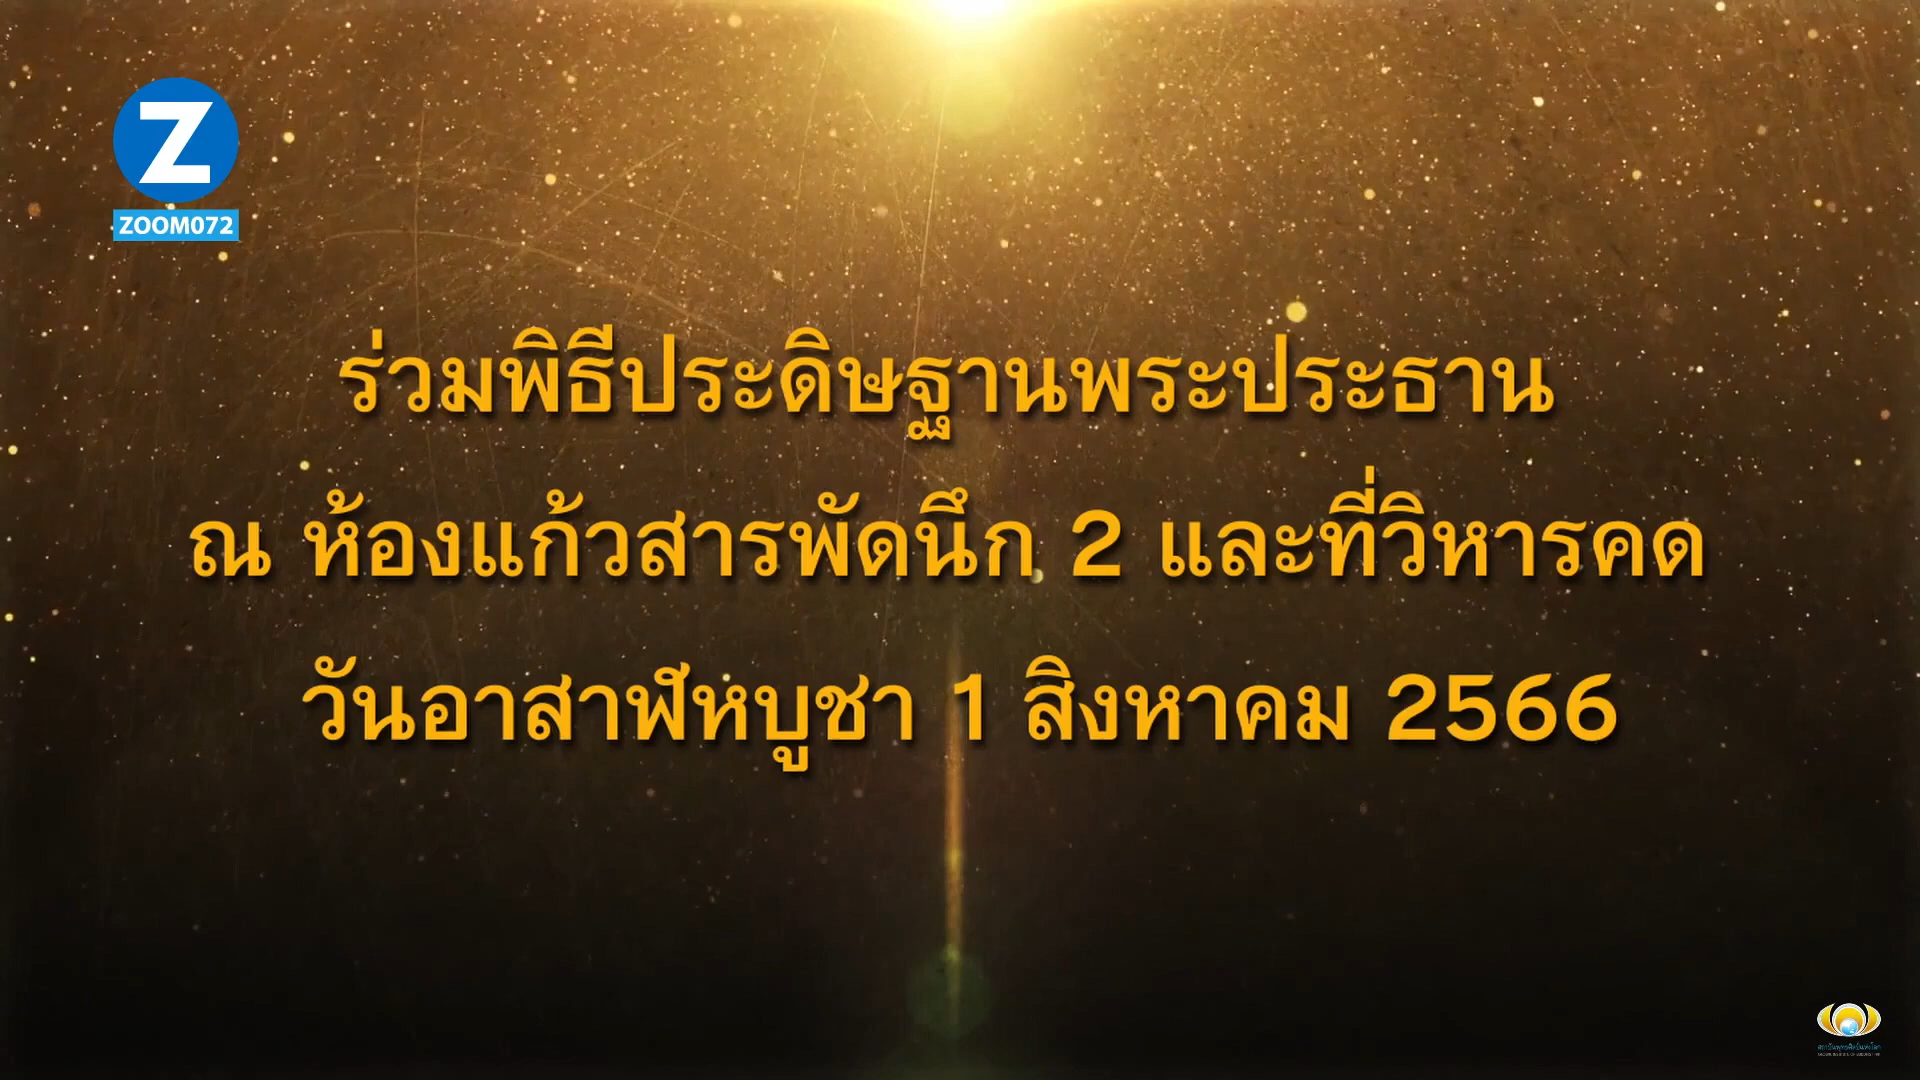 Z
ZOOM072
ร่วมพิธีประดิษฐานพระประธาน
ณ ห้องแก้วสารพัดนึก 2 และที่วิหารคด
วันอาสาฬหบูชา 1 สิงหาคม 2566